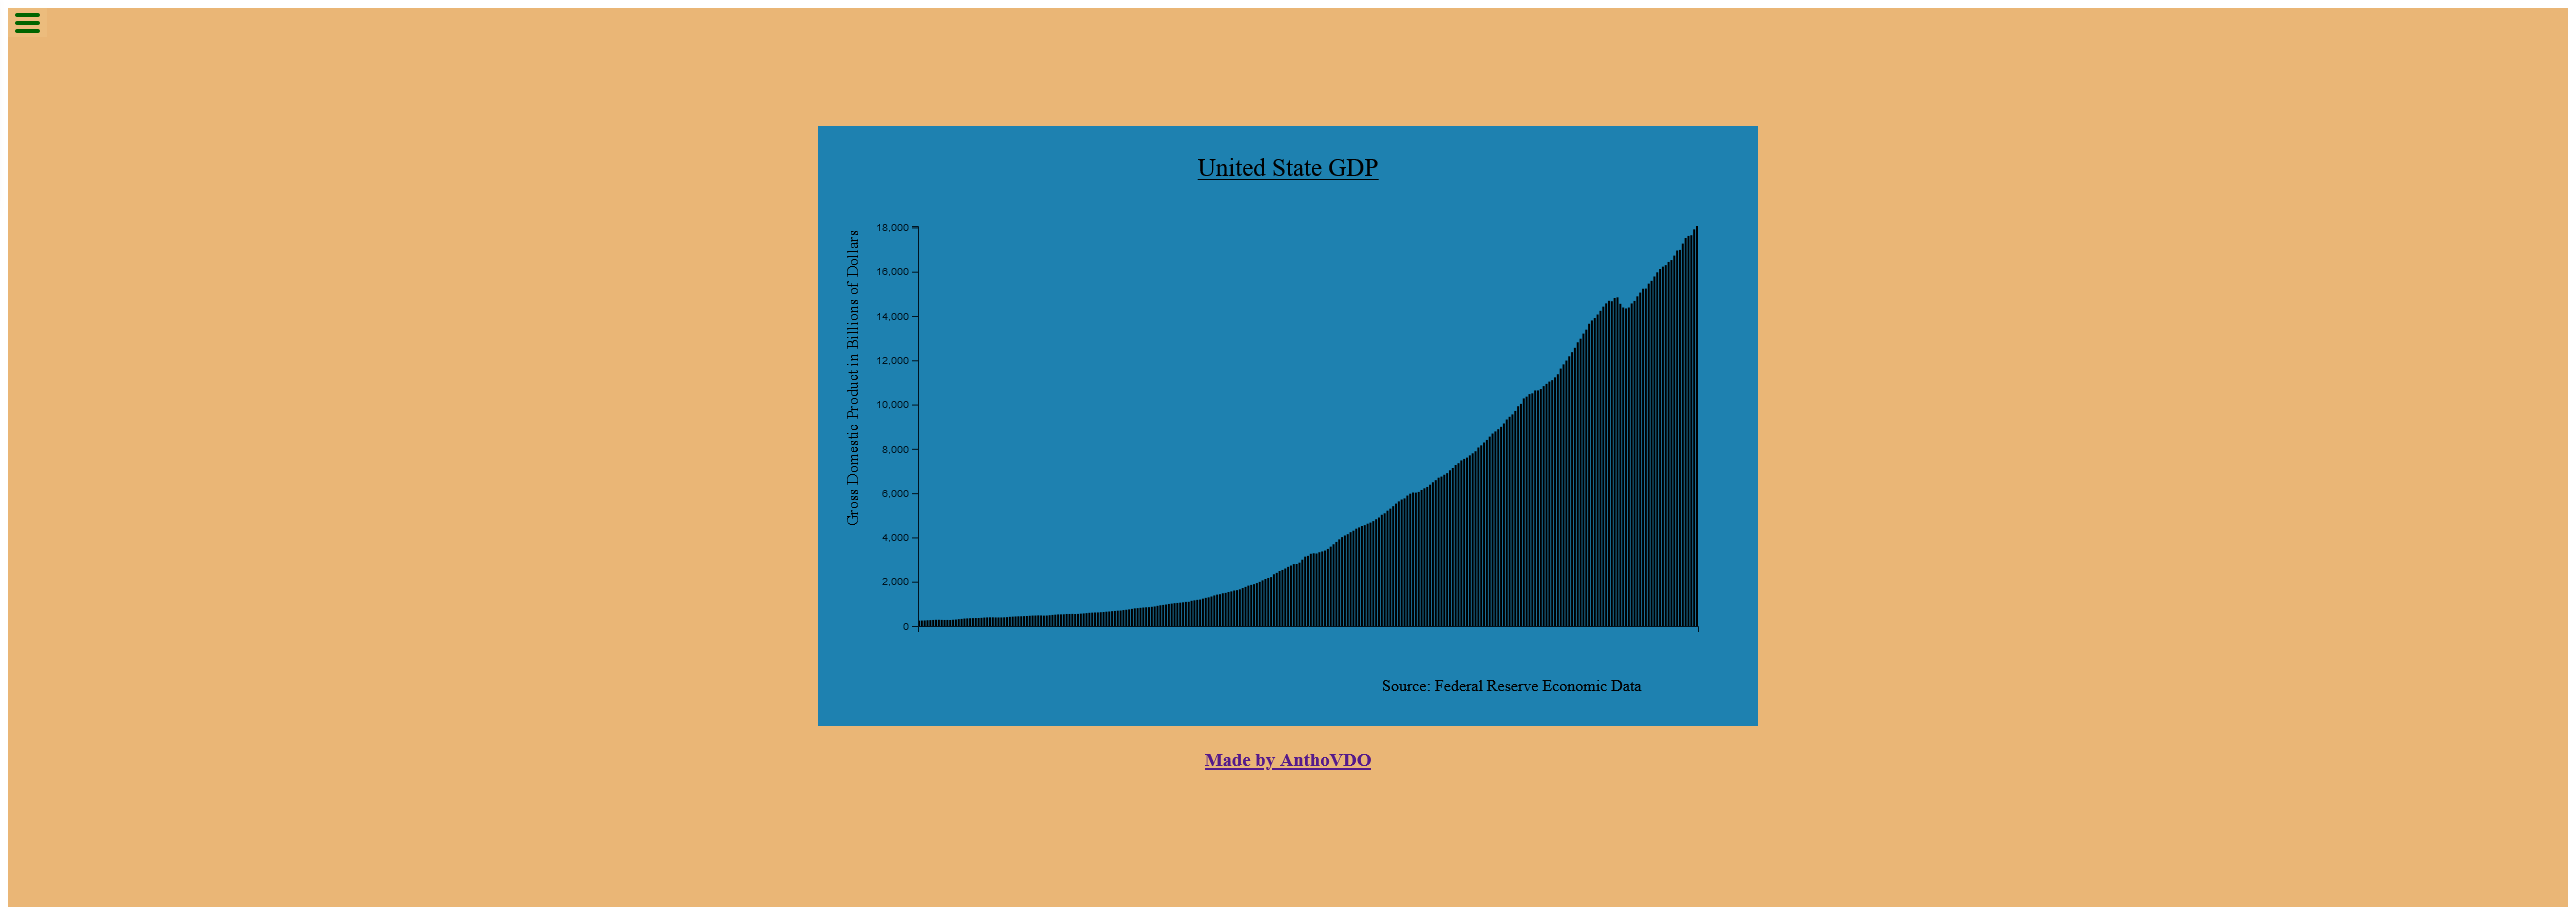 United State GDP
Gross Domestic Product in Billions of Dollars
18,000
16,000
14,000
12,000
10,000
8,000
6,000
4,000
2,000
0
Source: Federal Reserve Economic Data
Made by AnthoVDO